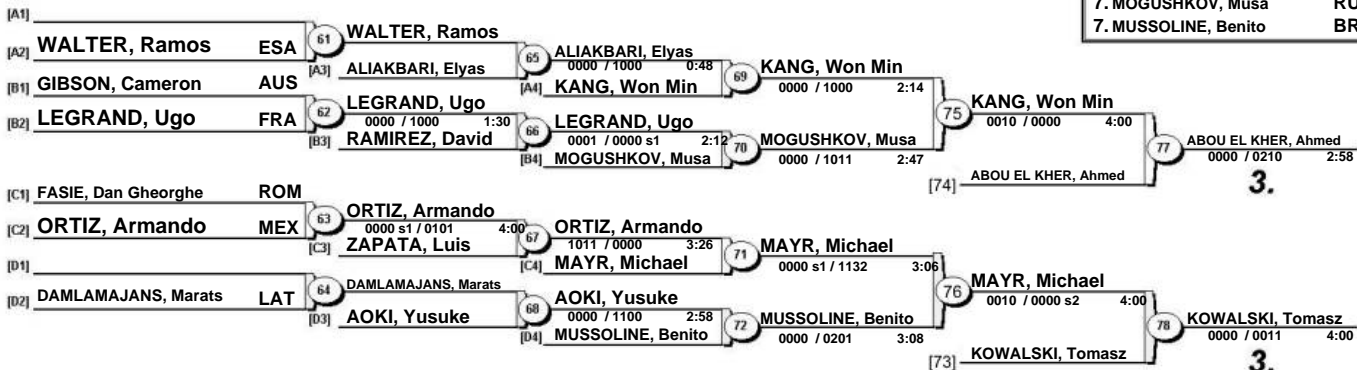 7. MOGUSHKOV, Musa RU
7. MUSSOLINE, Benito BR
[A1]
[A2] WALTER, Ramos ESA
61
WALTER, Ramos
[A3] ALIAKBARI, Elyas
65
ALIAKBARI, Elyas
0000 / 1000 0:48
[A4] KANG, Won Min
69
KANG, Won Min
0000 / 1000 2:14
[B1] GIBSON, Cameron AUS
[B2] LEGRAND, Ugo FRA
62
LEGRAND, Ugo
0000 / 1000 1:30
[B3] RAMIREZ, David
66
LEGRAND, Ugo
0001 / 0000 s1 2:12
[B4] MOGUSHKOV, Musa
70
MOGUSHKOV, Musa
0000 / 1011 2:47
75
KANG, Won Min
0010 / 0000 4:00
[74] ABOU EL KHER, Ahmed
77
ABOU EL KHER, Ahmed
0000 / 0210 2:58
3.
[C1] FASIE, Dan Gheorghe ROM
[C2] ORTIZ, Armando MEX
63
ORTIZ, Armando
0000 s1 / 0101 4:00
[C3] ZAPATA, Luis
67
ORTIZ, Armando
1011 / 0000 3:26
[C4] MAYR, Michael
71
MAYR, Michael
0000 s1 / 1132 3:06
[D1]
[D2] DAMLAMAJANS, Marats LAT
64
DAMLAMAJANS, Marats
[D3] AOKI, Yusuke
68
AOKI, Yusuke
0000 / 1100 2:58
[D4] MUSSOLINE, Benito
72
MUSSOLINE, Benito
0000 / 0201 3:08
76
MAYR, Michael
0010 / 0000 s2 4:00
[73] KOWALSKI, Tomasz
78
KOWALSKI, Tomasz
0000 / 0011 4:00
3.